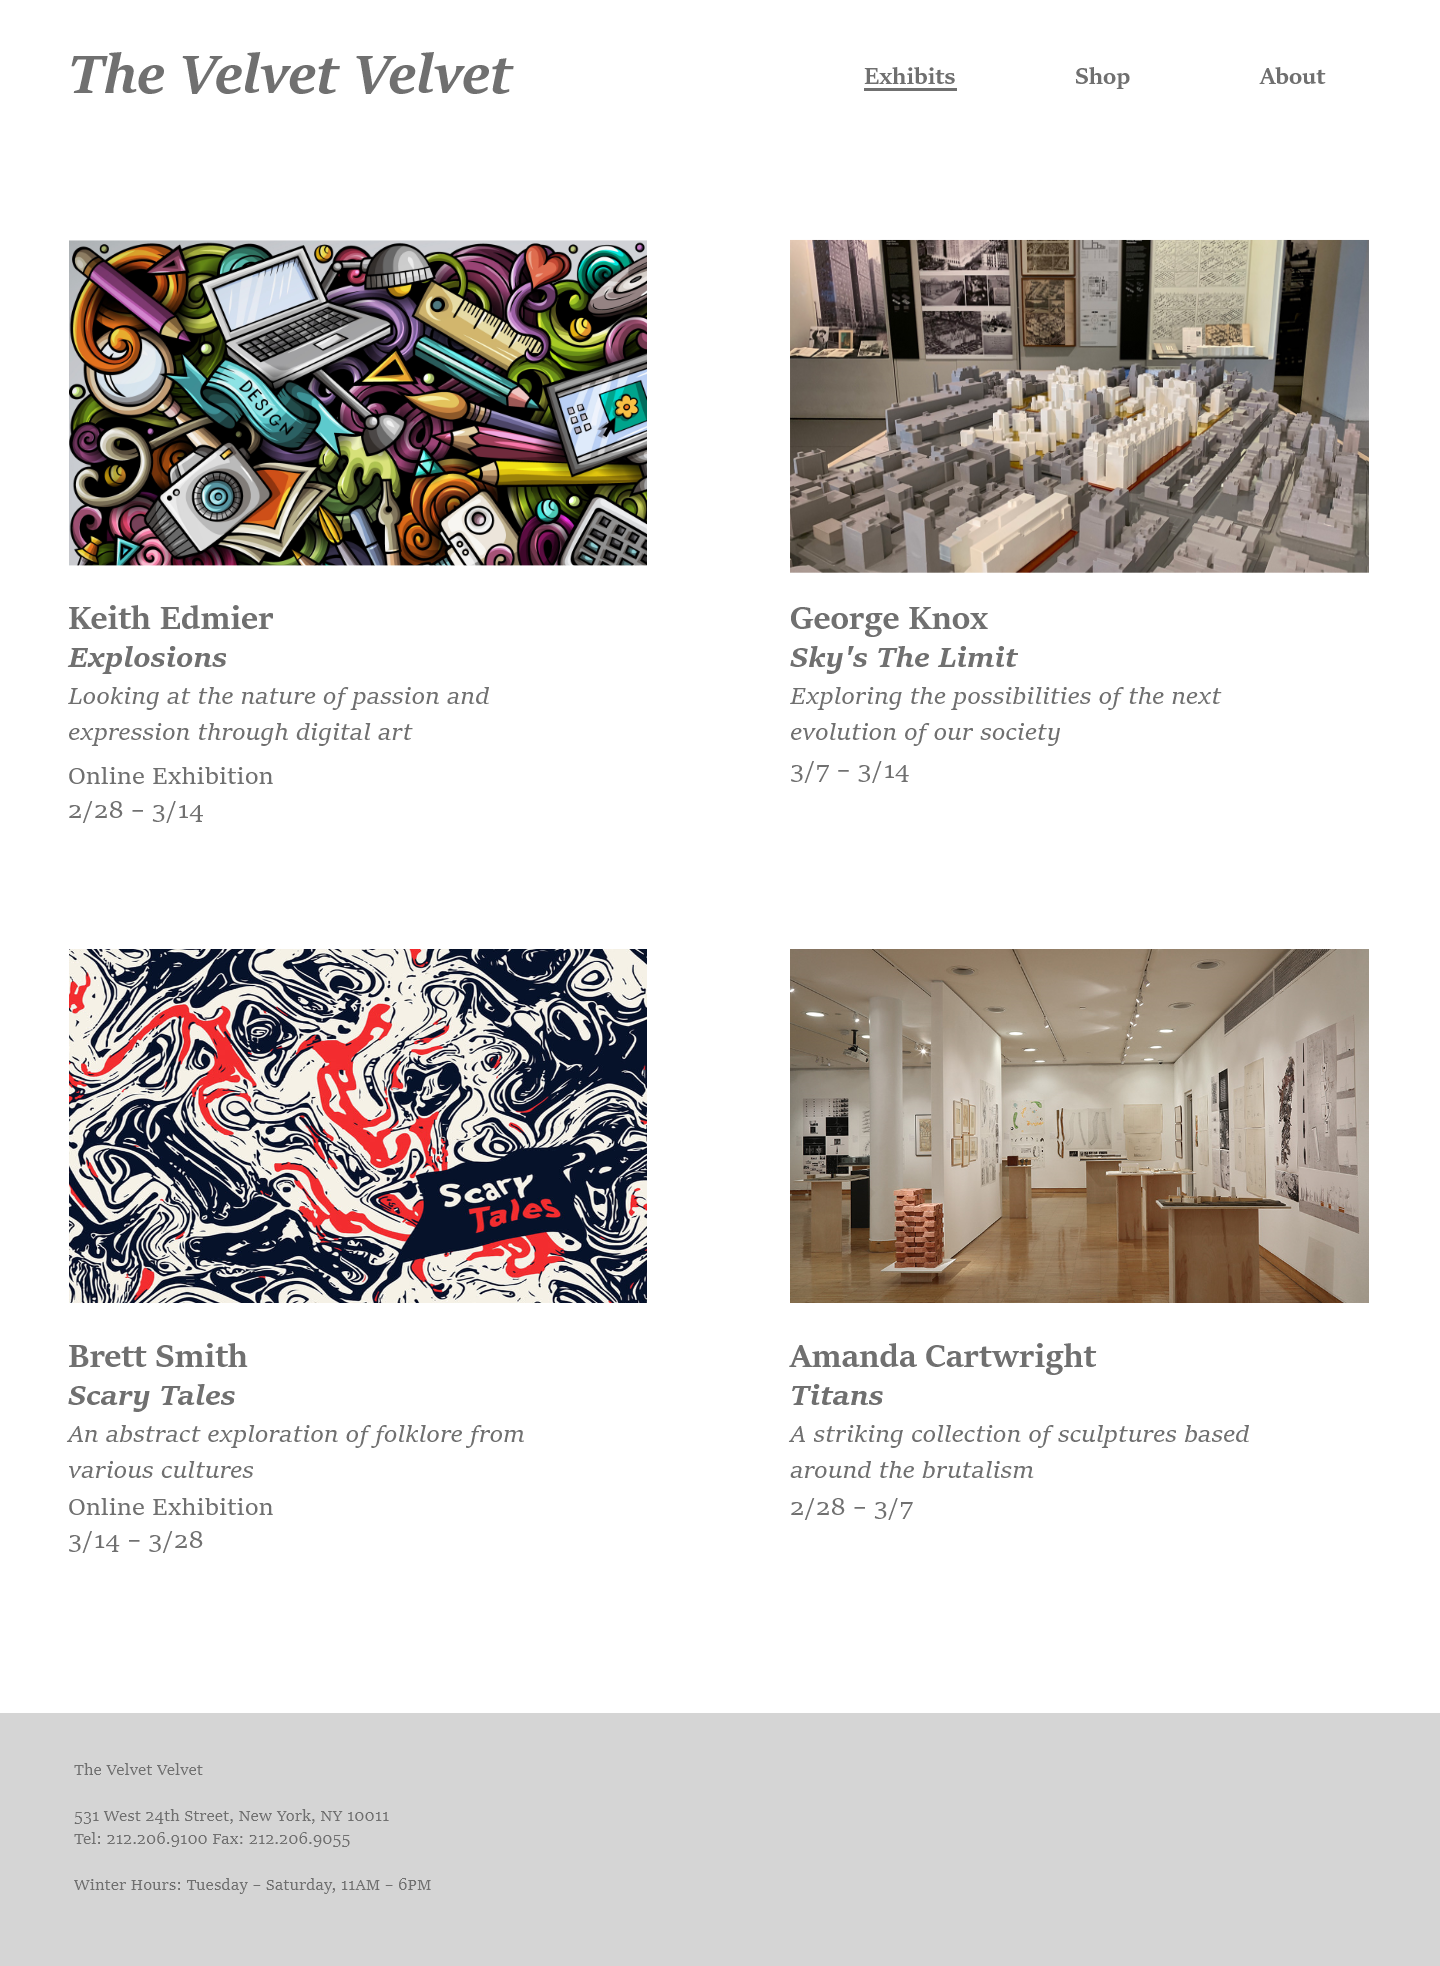 The Velvet Velvet
Exhibits
Shop
About
DESIGN
Keith Edmier
Explosions
Looking at the nature of passion and
expression through digital art
Online Exhibition
2/28 – 3/14
George Knox
Sky's The Limit
Exploring the possibilities of the next
evolution of our society
3/7 – 3/14
Scary
Tales
Brett Smith
Scary Tales
An abstract exploration of folklore from
various cultures
Online Exhibition
3/14 – 3/28
Amanda Cartwright
Titans
A striking collection of sculptures based
around the brutalism
2/28 – 3/7
The Velvet Velvet
531 West 24th Street, New York, NY 10011
Tel: 212.206.9100 Fax: 212.206.9055
Winter Hours: Tuesday – Saturday, 11AM – 6PM